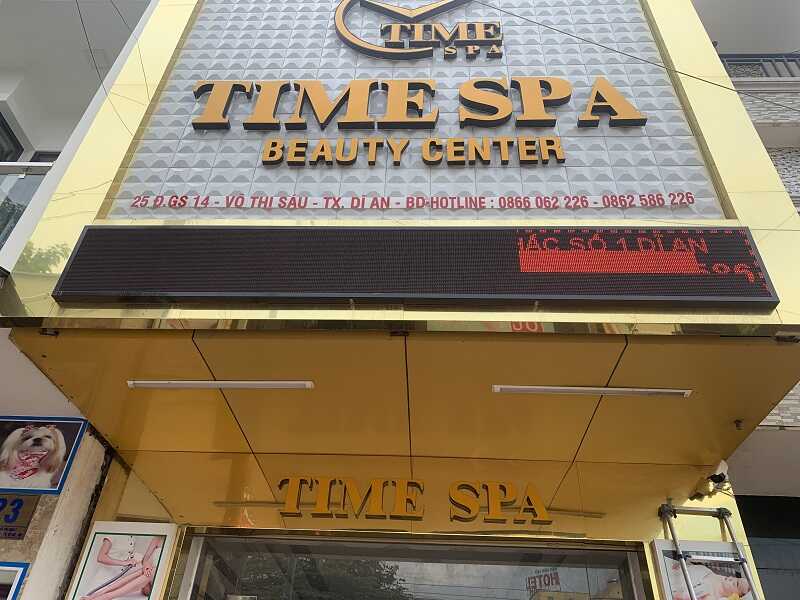 TIME
SPA
TIME SPA
BEAUTY CENTER
25 Đ.GS 14 - VÕ THỊ SÁU - TX. DĨ AN - BD-HOTLINE : 0866 062 226 - 0862 586 226
SỐ 1 DĨ AN
TIME SPA
HOTEL